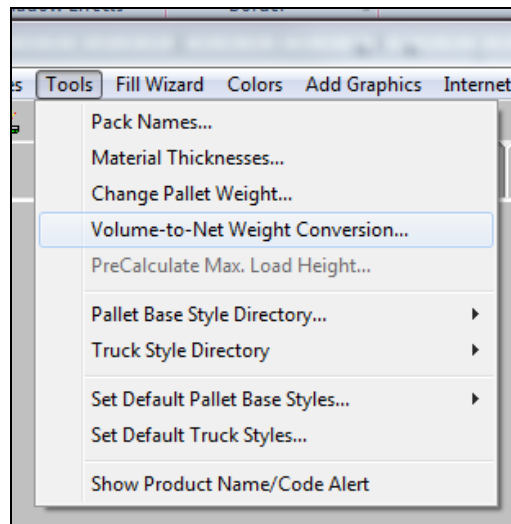 Tools Fill Wizard Colors Add Graphics Internet
Pack Names...
Material Thicknesses...
Change Pallet Weight...
Volume-to-Net Weight Conversion...
PreCalculate Max. Load Height...
Pallet Base Style Directory...
Truck Style Directory
Set Default Pallet Base Styles...
Set Default Truck Styles...
Show Product Name/Code Alert